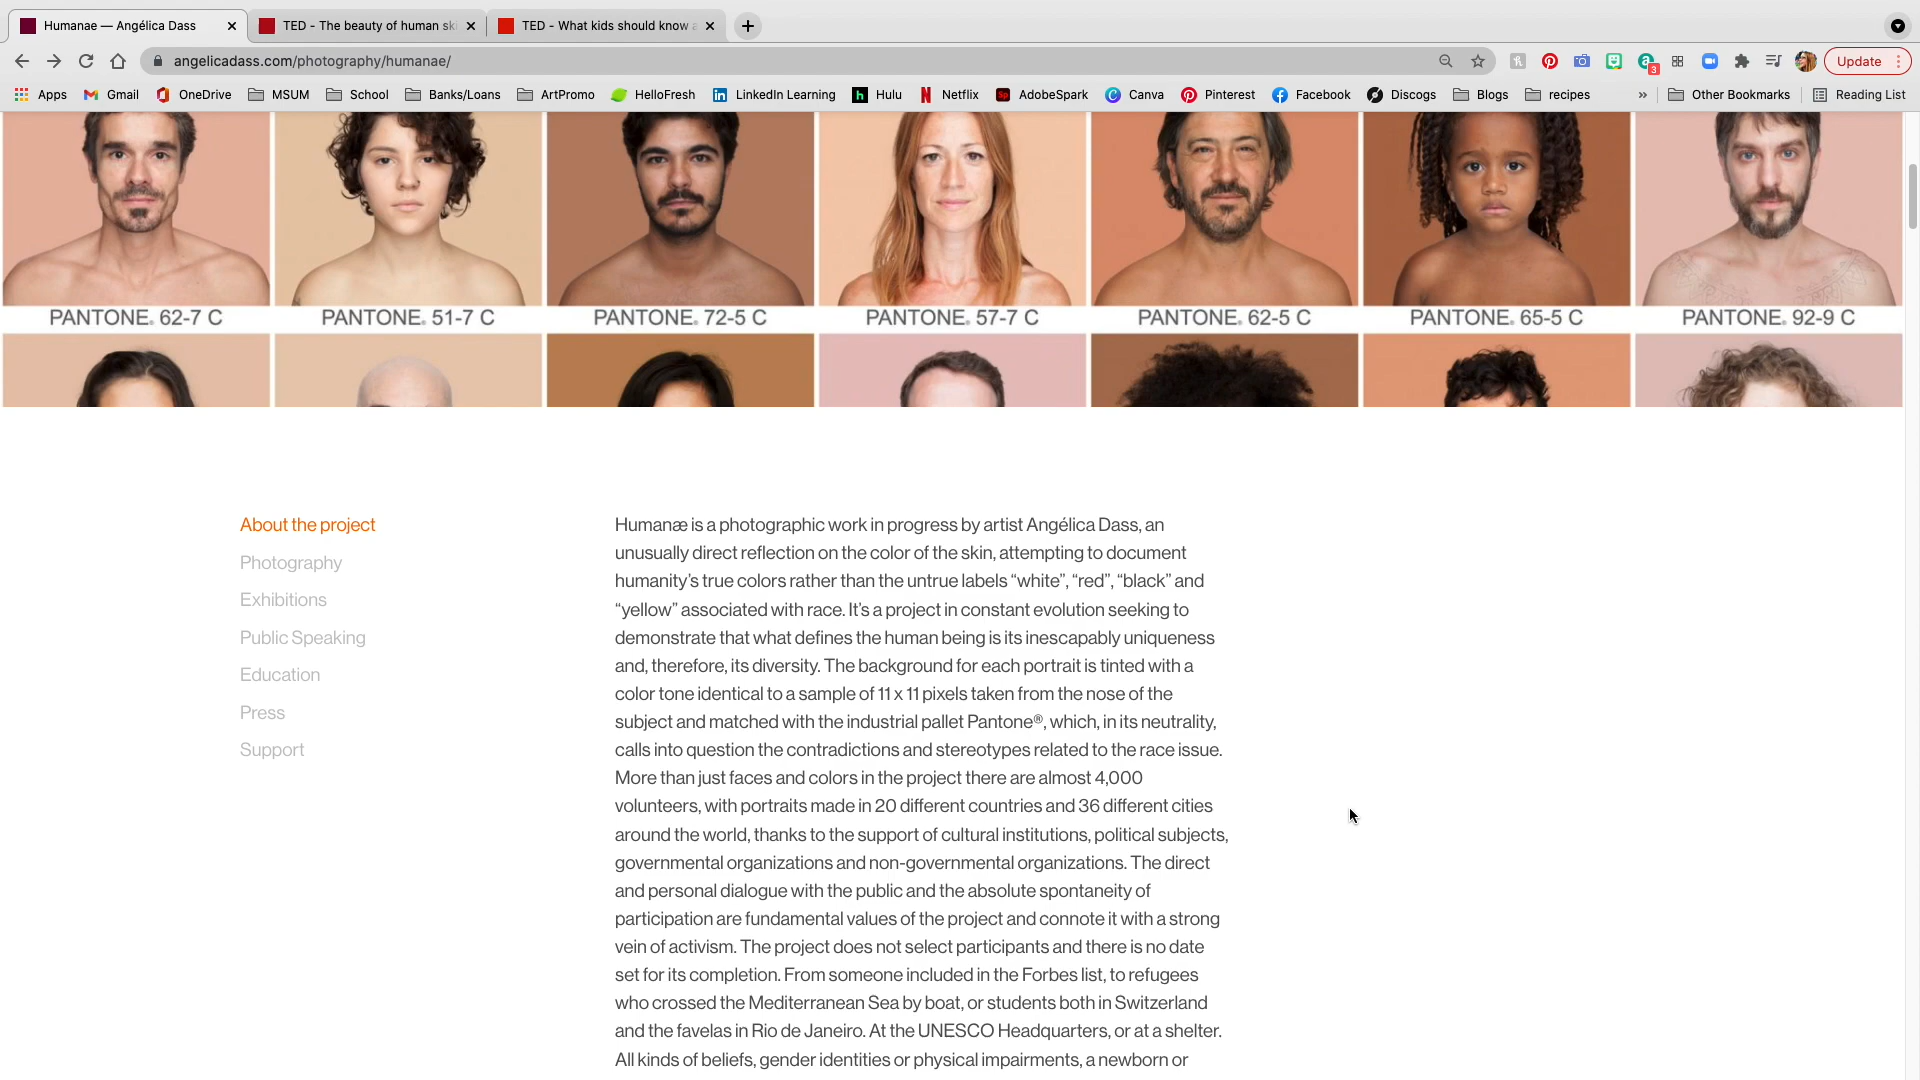 Humanae — Angélica Dass
TED - The beauty of human ski
TED - What kids should know a
angelicadass.com/photography/humanae/
3
Update
Apps
Gmail
OneDrive
MSUM
School
Banks/Loans
ArtPromo
HelloFresh
LinkedIn Learning
Hulu
Netflix
AdobeSpark
Canva
Pinterest
Facebook
Discogs
Blogs
recipes
»
Other Bookmarks
Reading List
PANTONE® 62-7 C
PANTONE® 51-7 C
PANTONE® 72-5 C
PANTONE® 57-7 C
PANTONE® 62-5 C
PANTONE® 65-5 C
PANTONE® 92-9 C
About the project
Photography
Exhibitions
Public Speaking
Education
Press
Support
Humanæ is a photographic work in progress by artist Angélica Dass, an
unusually direct reflection on the color of the skin, attempting to document
humanity’s true colors rather than the untrue labels “white”, “red”, “black” and
“yellow” associated with race. It’s a project in constant evolution seeking to
demonstrate that what defines the human being is its inescapably uniqueness
and, therefore, its diversity. The background for each portrait is tinted with a
color tone identical to a sample of 11 x 11 pixels taken from the nose of the
subject and matched with the industrial pallet Pantone®, which, in its neutrality,
calls into question the contradictions and stereotypes related to the race issue.
More than just faces and colors in the project there are almost 4,000
volunteers, with portraits made in 20 different countries and 36 different cities
around the world, thanks to the support of cultural institutions, political subjects,
governmental organizations and non-governmental organizations. The direct
and personal dialogue with the public and the absolute spontaneity of
participation are fundamental values of the project and connote it with a strong
vein of activism. The project does not select participants and there is no date
set for its completion. From someone included in the Forbes list, to refugees
who crossed the Mediterranean Sea by boat, or students both in Switzerland
and the favelas in Rio de Janeiro. At the UNESCO Headquarters, or at a shelter.
All kinds of beliefs, gender identities or physical impairments, a newborn or